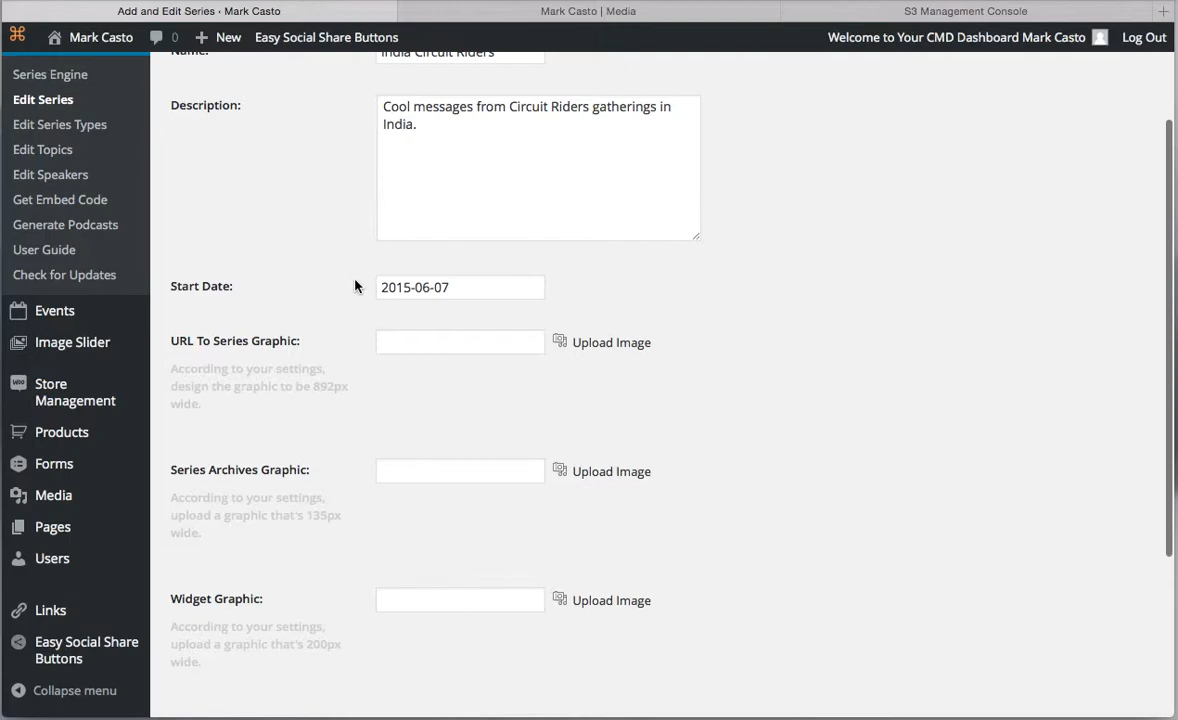 Add and Edit Series · Mark Casto
Mark Casto | Media
S3 Management Console
Mark Casto
0
New
Easy Social Share Buttons
Welcome to Your CMD Dashboard Mark Casto
Log Out
Series Engine
Edit Series
Edit Series Types
Edit Topics
Edit Speakers
Get Embed Code
Generate Podcasts
User Guide
Check for Updates
Events
Image Slider
Store
Management
Products
Forms
Media
Pages
Users
Links
Easy Social Share
Buttons
Collapse menu
Name:
India Circuit Riders
Description:
Cool messages from Circuit Riders gatherings in
India.
Start Date:
2015-06-07
URL To Series Graphic:
Upload Image
According to your settings,
design the graphic to be 892px
wide.
Series Archives Graphic:
Upload Image
According to your settings,
upload a graphic that's 135px
wide.
Widget Graphic:
Upload Image
According to your settings,
upload a graphic that's 200px
wide.